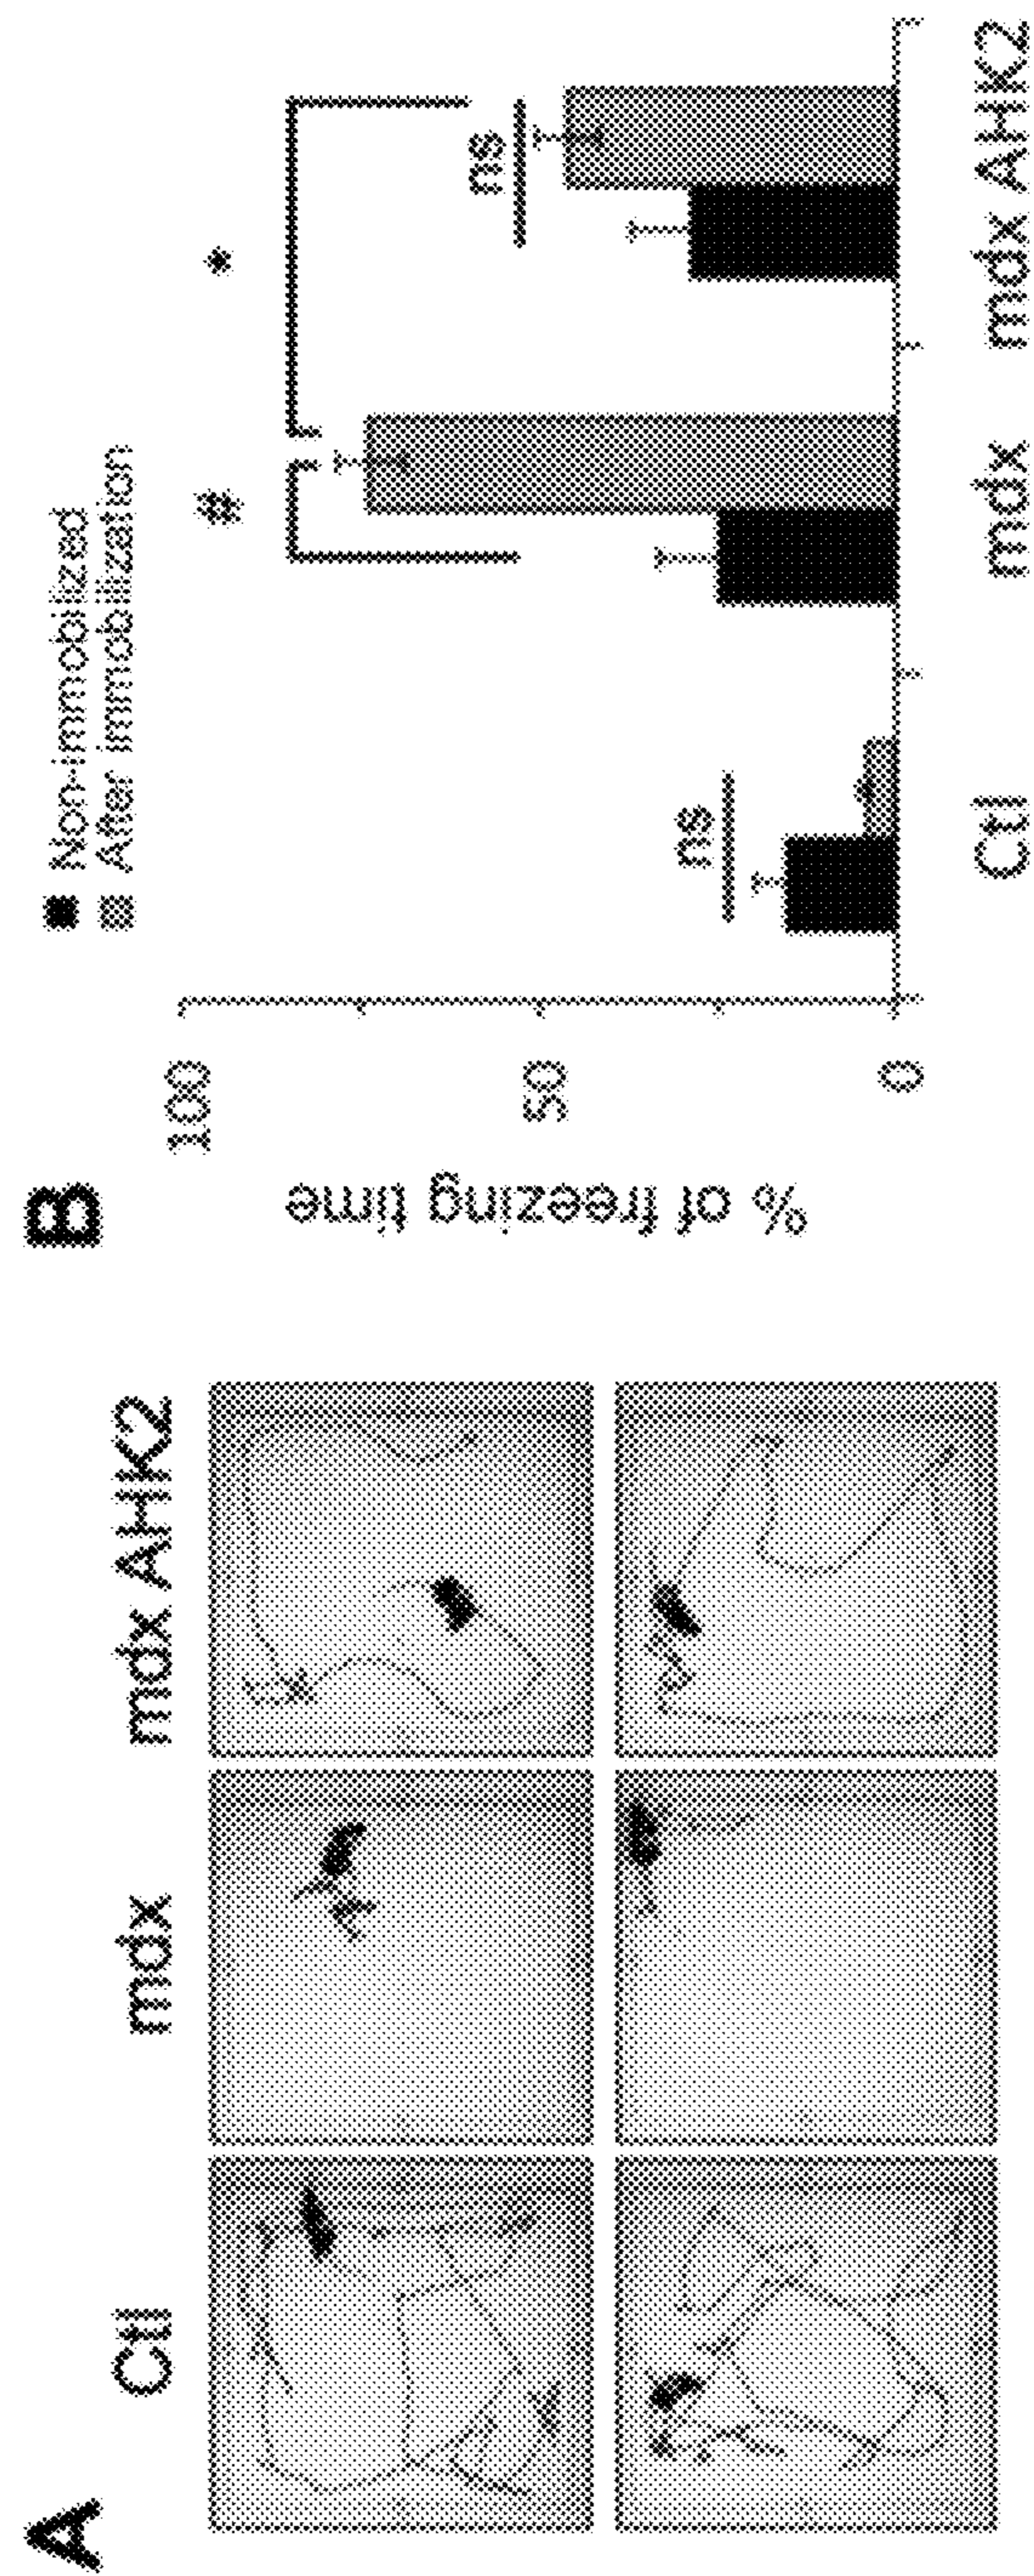 A
Ctl mdx mdx AHK2
B
Non-immobilized
After immobilization
# *
ns ns
100
50
0
% of freezing time
Ctl mdx mdx AHK2